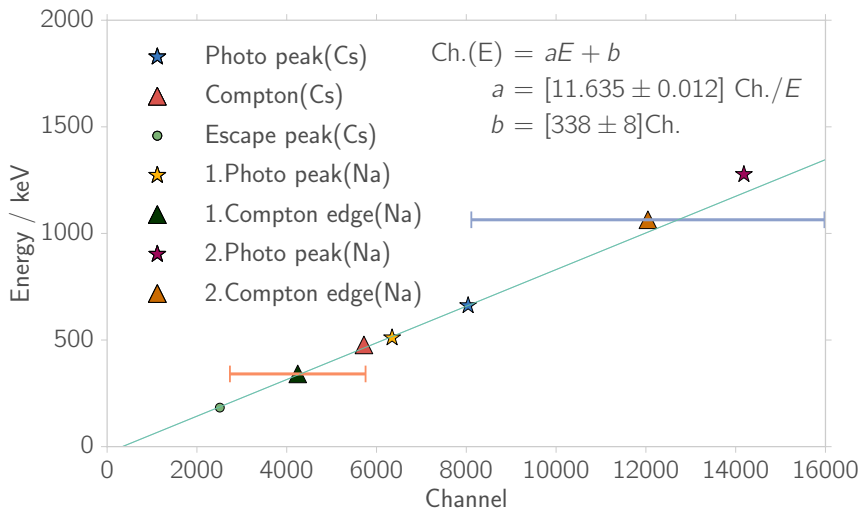 2000
1500
1000
500
0
Energy / keV
Photo peak(Cs)
Compton(Cs)
Escape peak(Cs)
1.Photo peak(Na)
1.Compton edge(Na)
2.Photo peak(Na)
2.Compton edge(Na)
Ch.(E) = aE + b
a = [11.635 ± 0.012] Ch./E
b = [338 ± 8]Ch.
0 2000 4000 6000 8000 10000 12000 14000 16000
Channel